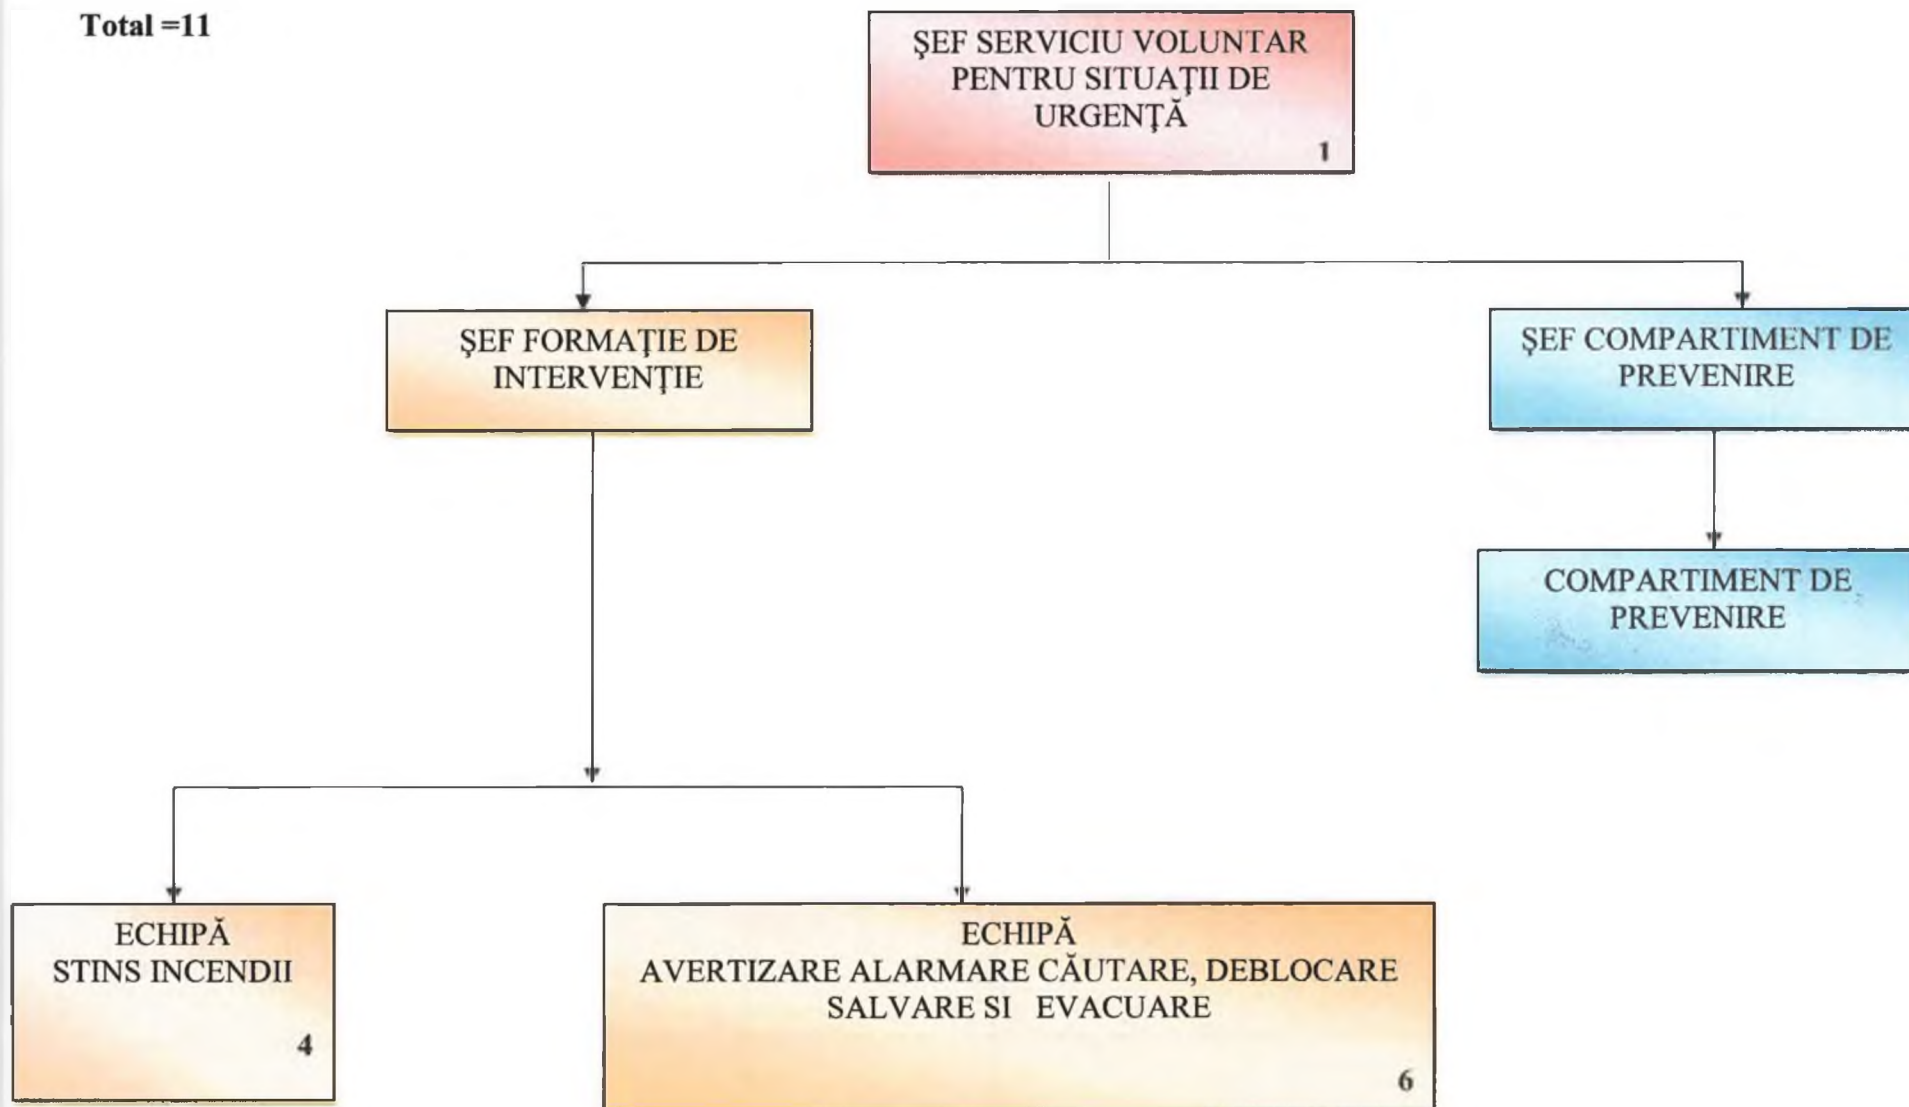 Total =11
ŞEF SERVICIU VOLUNTAR
PENTRU SITUAŢII DE
URGENŢĂ
1
ŞEF FORMAŢIE DE
INTERVENŢIE
ŞEF COMPARTIMENT DE
PREVENIRE
COMPARTIMENT DE
PREVENIRE
ECHIPĂ
STINS INCENDII
4
ECHIPĂ
AVERTIZARE ALARMARE CĂUTARE, DEBLOCARE
SALVARE SI EVACUARE
6